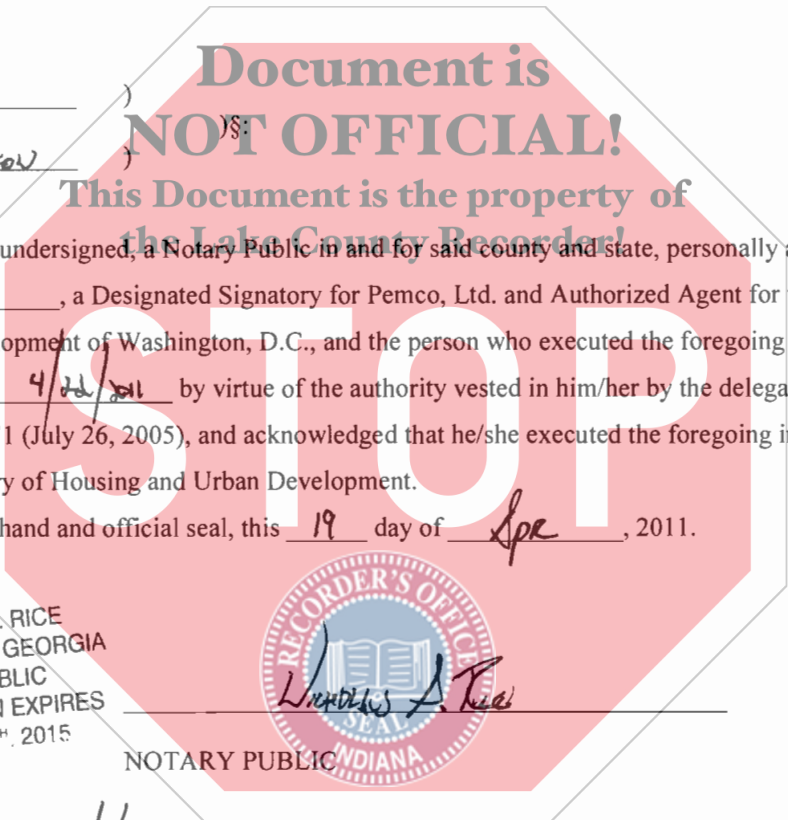 Document is
)
NOT OFFICIAL!
)§:
)
This Document is the property of
the Lake County Recorder!
undersigned, a Notary Public in and for said county and state, personally a
, a Designated Signatory for Pemco, Ltd. and Authorized Agent for
opment of Washington, D.C., and the person who executed the foregoing
STOP
4/22/2011 by virtue of the authority vested in him/her by the delega
1 (July 26, 2005), and acknowledged that he/she executed the foregoing i
y of Housing and Urban Development.
hand and official seal, this 19 day of Apr, 2011.
RECORDER'S OFFICE
SEAL
INDIANA
. RICE
GEORGIA
BLIC
N EXPIRES
H, 2015
NOTARY PUBLIC